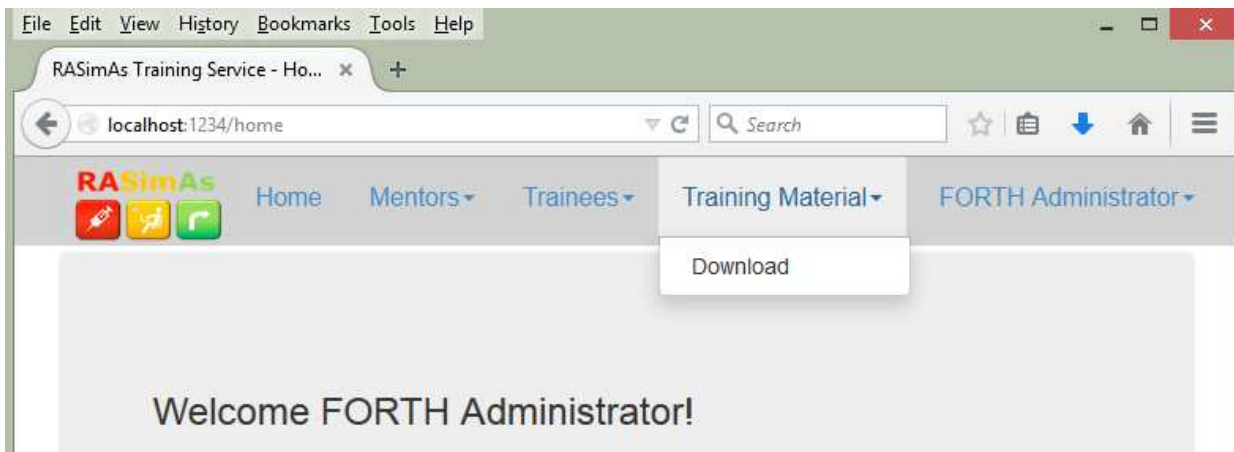 File Edit View History Bookmarks Tools Help
RASimAs Training Service - Ho...
localhost:1234/home Search
RASimAs Home Mentors Trainees Training Material FORTH Administrator
Download
Welcome FORTH Administrator!